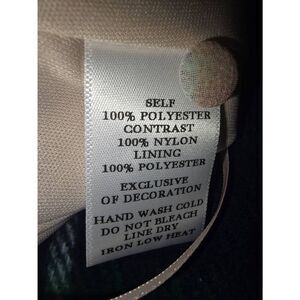 SELF
100% POLYESTER
CONTRAST
100% NYLON
LINING
100% POLYESTER
EXCLUSIVE
OF DECORATION
HAND WASH COLD
DO NOT BLEACH
LINE DRY
IRON LOW HEAT